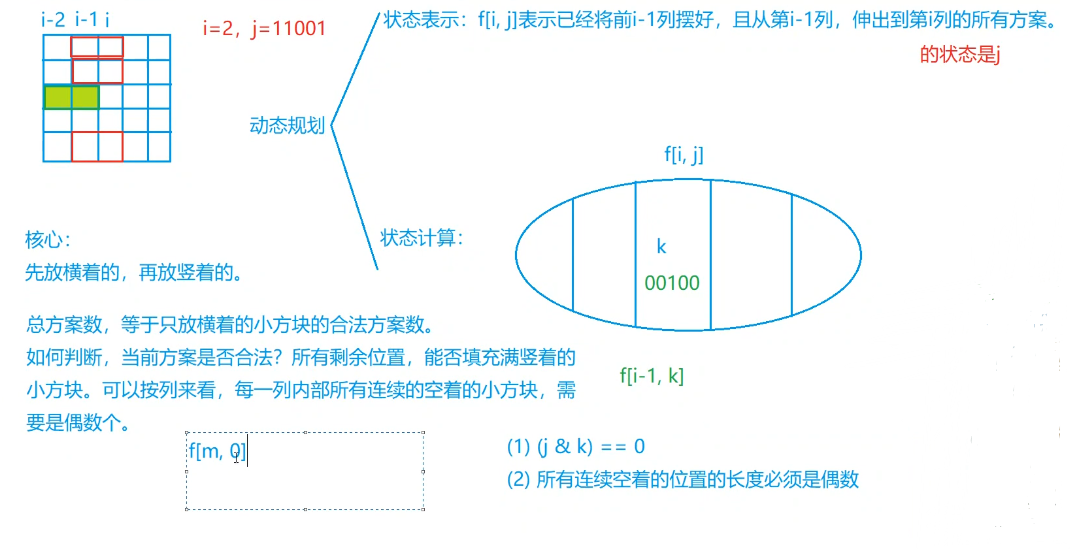 i-2 i-1 i
i=2，j=11001
状态表示：f[i, j]表示已经将前i-1列摆好，且从第i-1列，伸出到第i列的所有方案。
的状态是j
动态规划
f[i, j]
状态计算：
k
00100
f[i-1, k]
核心：
先放横着的，再放竖着的。
总方案数，等于只放横着的小方块的合法方案数。
如何判断，当前方案是否合法？所有剩余位置，能否填充满竖着的
小方块。可以按列来看，每一列内部所有连续的空着的小方块，需
要是偶数个。
f[m, 0]
(1) (j & k) == 0
(2) 所有连续空着的位置的长度必须是偶数